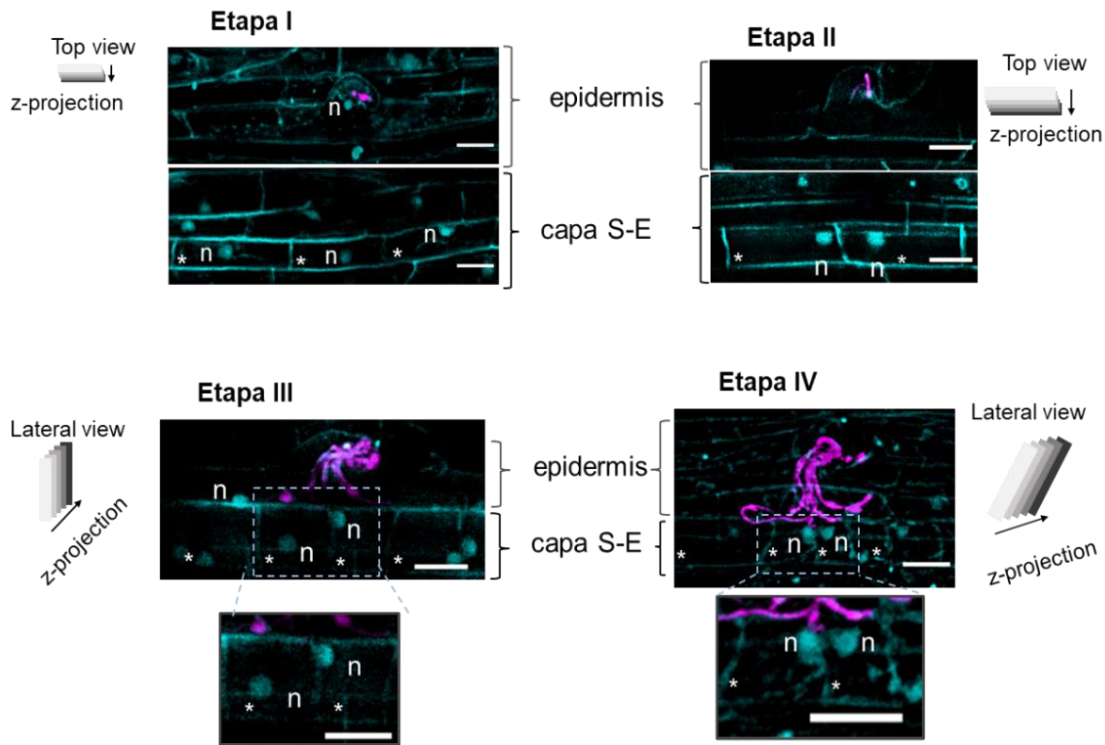 Etapa I
Top view
z-projection
n
epidermis
n
n
n
*
*
*
capa S-E
Etapa II
Top view
z-projection
*
n
n
*
Etapa III
Lateral view
z-projection
n
epidermis
n
*
*
*
*
capa S-E
n
n
*
*
Etapa IV
Lateral view
z-projection
n
n
*
*
*
*
n
n
*
*